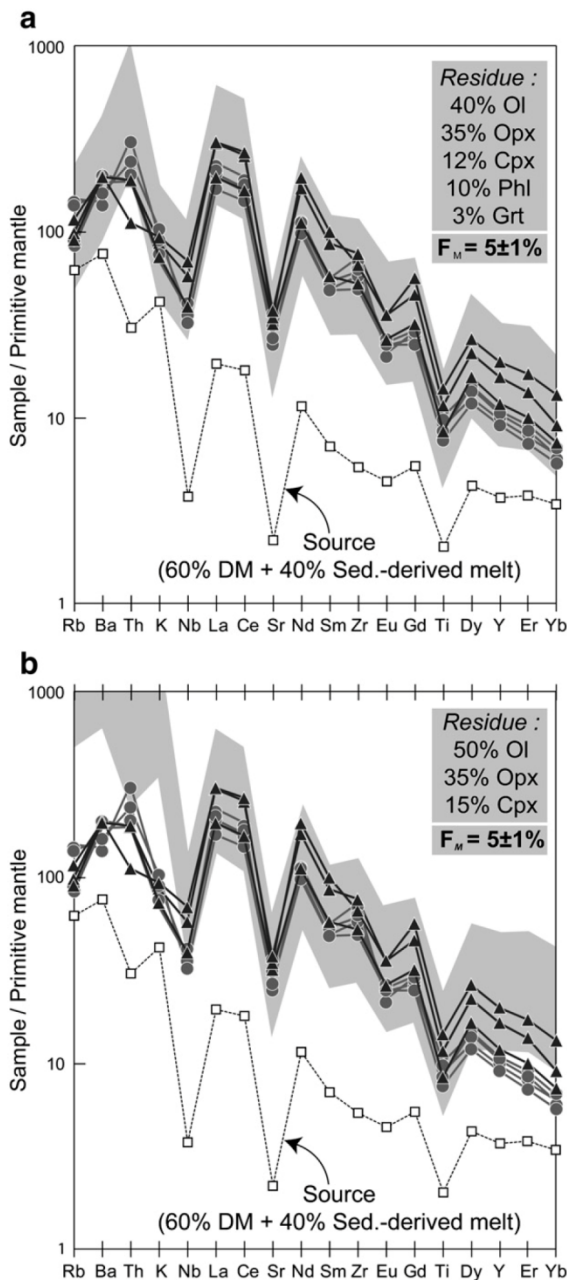 a
1000
100
10
1
Sample / Primitive mantle
Residue :
40% Ol
35% Opx
12% Cpx
10% Phl
3% Grt
FM = 5±1%
Source
(60% DM + 40% Sed.-derived melt)
Rb Ba Th K Nb La Ce Sr Nd Sm Zr Eu Gd Ti Dy Y Er Yb
b
1000
100
10
1
Sample / Primitive mantle
Residue :
50% Ol
35% Opx
15% Cpx
FM = 5±1%
Source
(60% DM + 40% Sed.-derived melt)
Rb Ba Th K Nb La Ce Sr Nd Sm Zr Eu Gd Ti Dy Y Er Yb